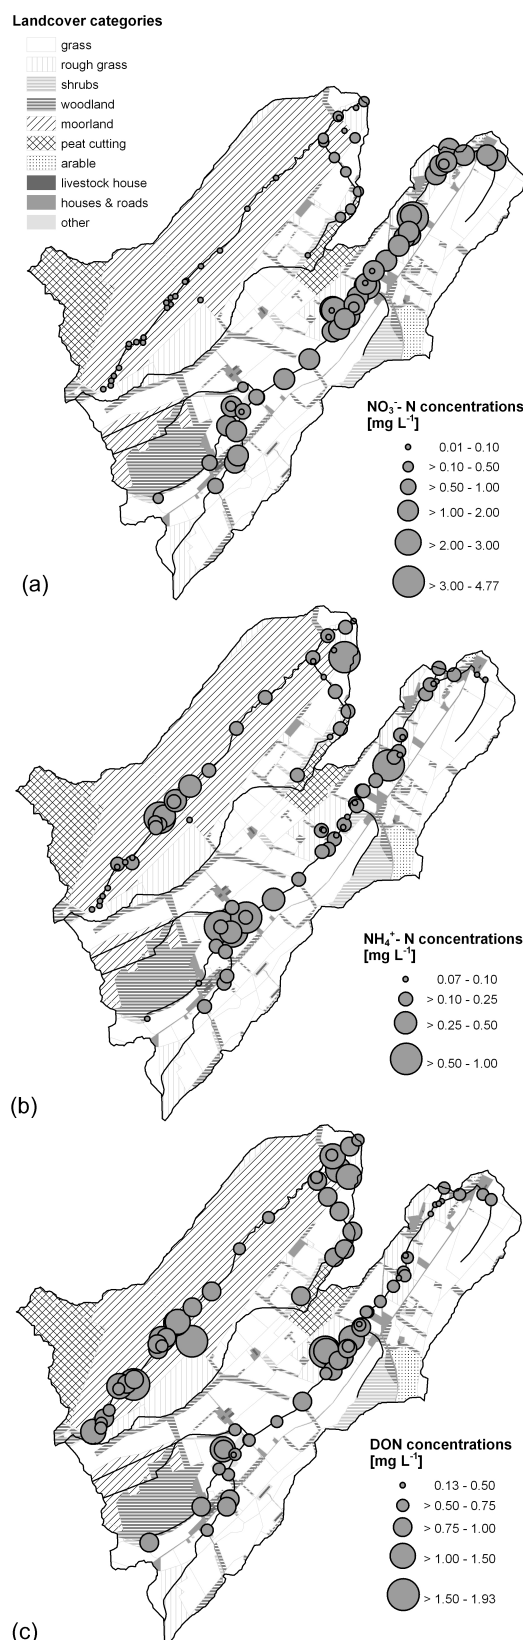 Landcover categories
grass
rough grass
shrubs
woodland
moorland
peat cutting
arable
livestock house
houses & roads
other
NO₃⁻- N concentrations
[mg L⁻¹]
0.01 - 0.10
> 0.10 - 0.50
> 0.50 - 1.00
> 1.00 - 2.00
> 2.00 - 3.00
> 3.00 - 4.77
(a)
NH₄⁺- N concentrations
[mg L⁻¹]
0.07 - 0.10
> 0.10 - 0.25
> 0.25 - 0.50
> 0.50 - 1.00
(b)
DON concentrations
[mg L⁻¹]
0.13 - 0.50
> 0.50 - 0.75
> 0.75 - 1.00
> 1.00 - 1.50
> 1.50 - 1.93
(c)